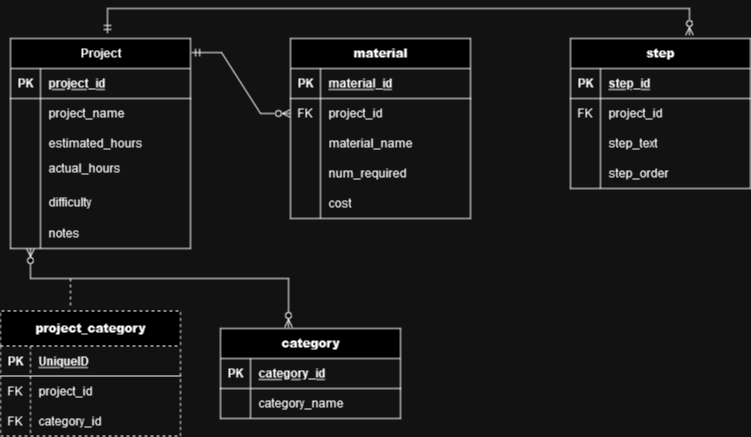 Project
PK project_id
project_name
estimated_hours
actual_hours
difficulty
notes
material
PK material_id
FK project_id
material_name
num_required
cost
step
PK step_id
FK project_id
step_text
step_order
project_category
PK UniqueID
FK project_id
FK category_id
category
PK category_id
category_name